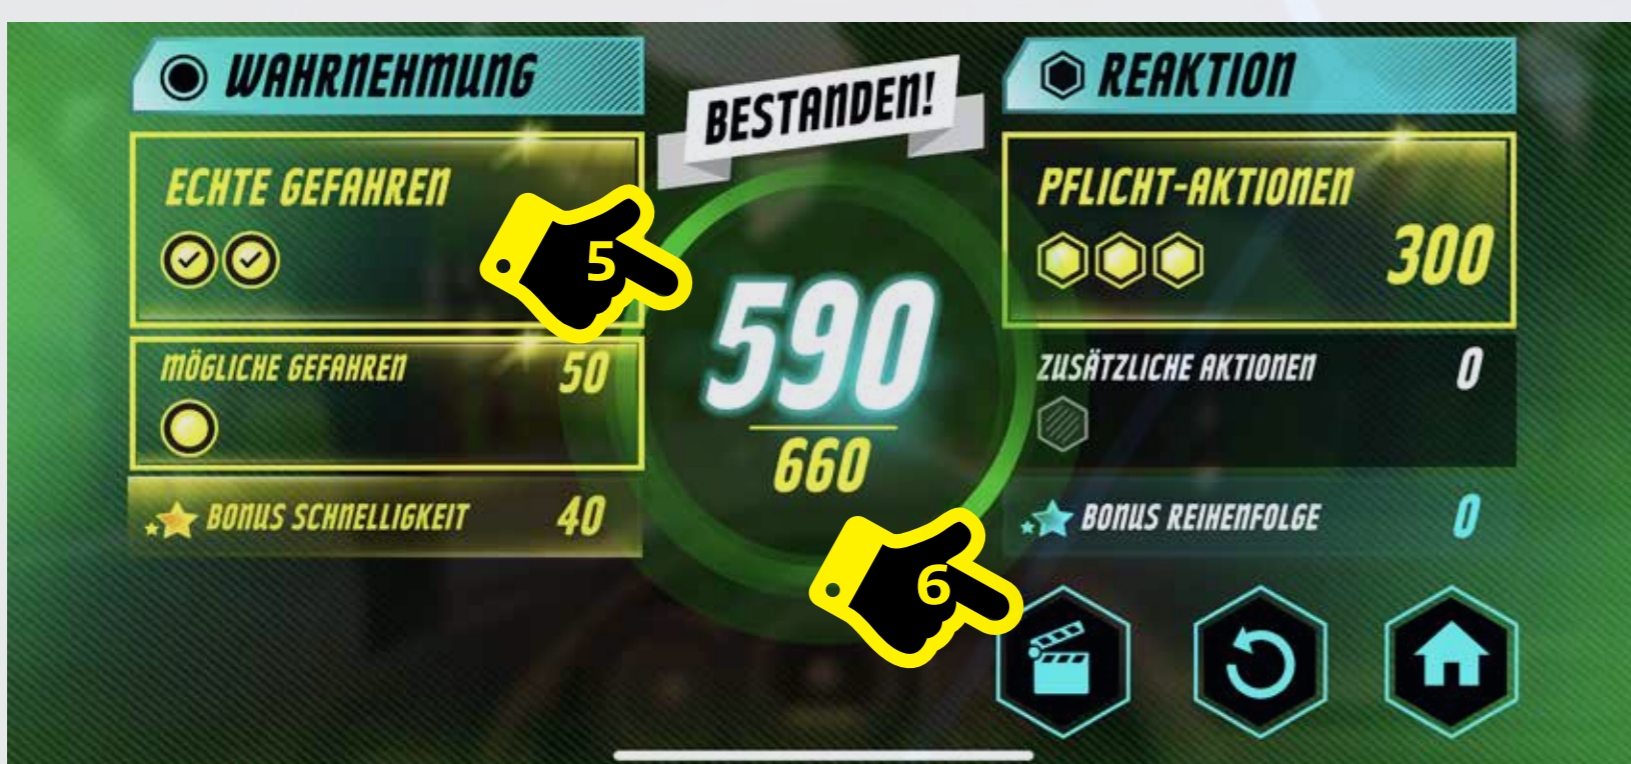 WAHRNEHMUNG
ECHTE GEFAHREN
MÖGLICHE GEFAHREN 50
BONUS SCHNELLIGKEIT 40
BESTANDEN!
5
590
660
6
REAKTION
PFLICHT-AKTIONEN
300
ZUSÄTZLICHE AKTIONEN 0
BONUS REIHENFOLGE 0